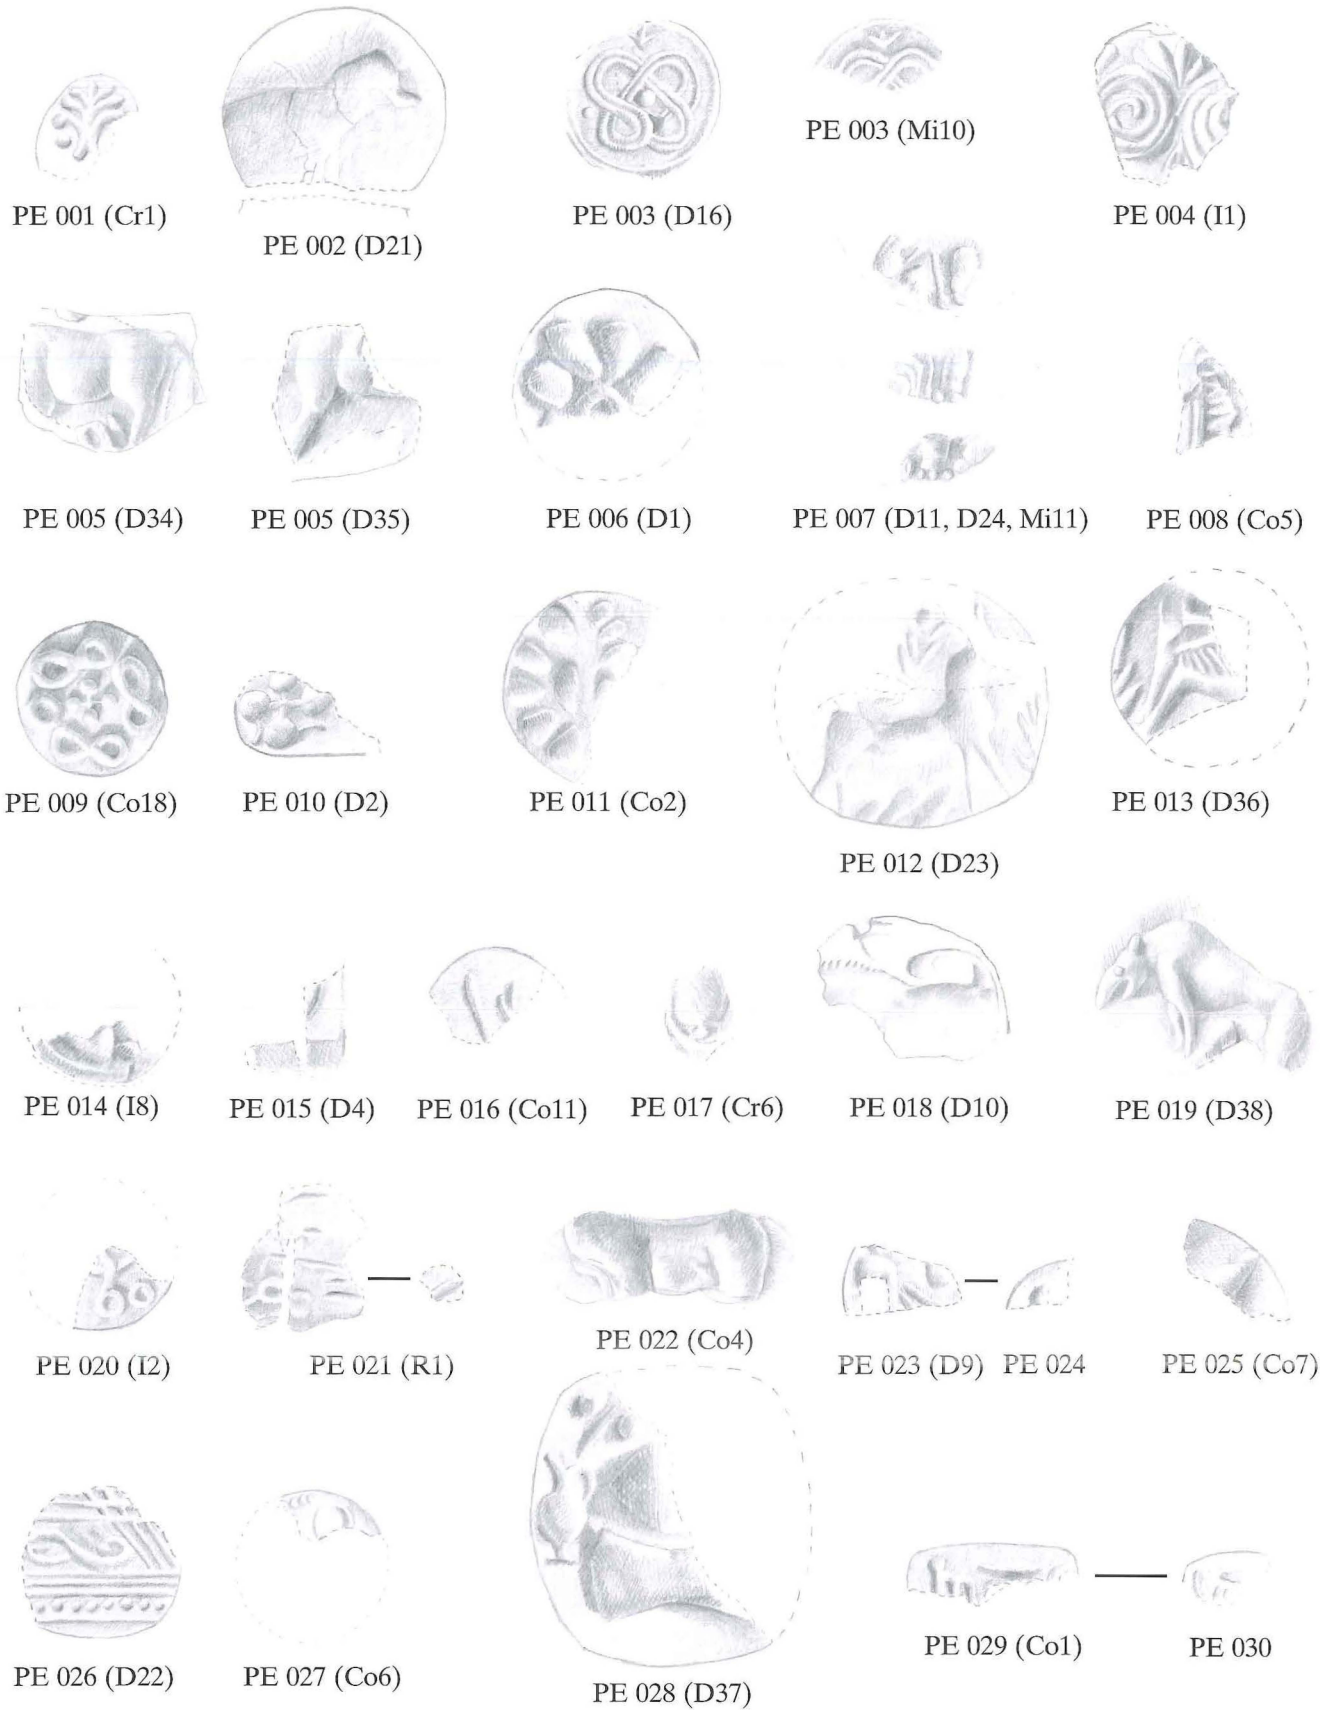 PE 001 (Cr1)
PE 002 (D21)
PE 003 (D16)
PE 003 (Mi10)
PE 004 (I1)
PE 005 (D34)
PE 005 (D35)
PE 006 (D1)
PE 007 (D11, D24, Mi11)
PE 008 (Co5)
PE 009 (Co18)
PE 010 (D2)
PE 011 (Co2)
PE 012 (D23)
PE 013 (D36)
PE 014 (I8)
PE 015 (D4)
PE 016 (Co11)
PE 017 (Cr6)
PE 018 (D10)
PE 019 (D38)
PE 020 (I2)
PE 021 (R1)
PE 022 (Co4)
PE 023 (D9)
PE 024
PE 025 (Co7)
PE 026 (D22)
PE 027 (Co6)
PE 028 (D37)
PE 029 (Co1)
PE 030